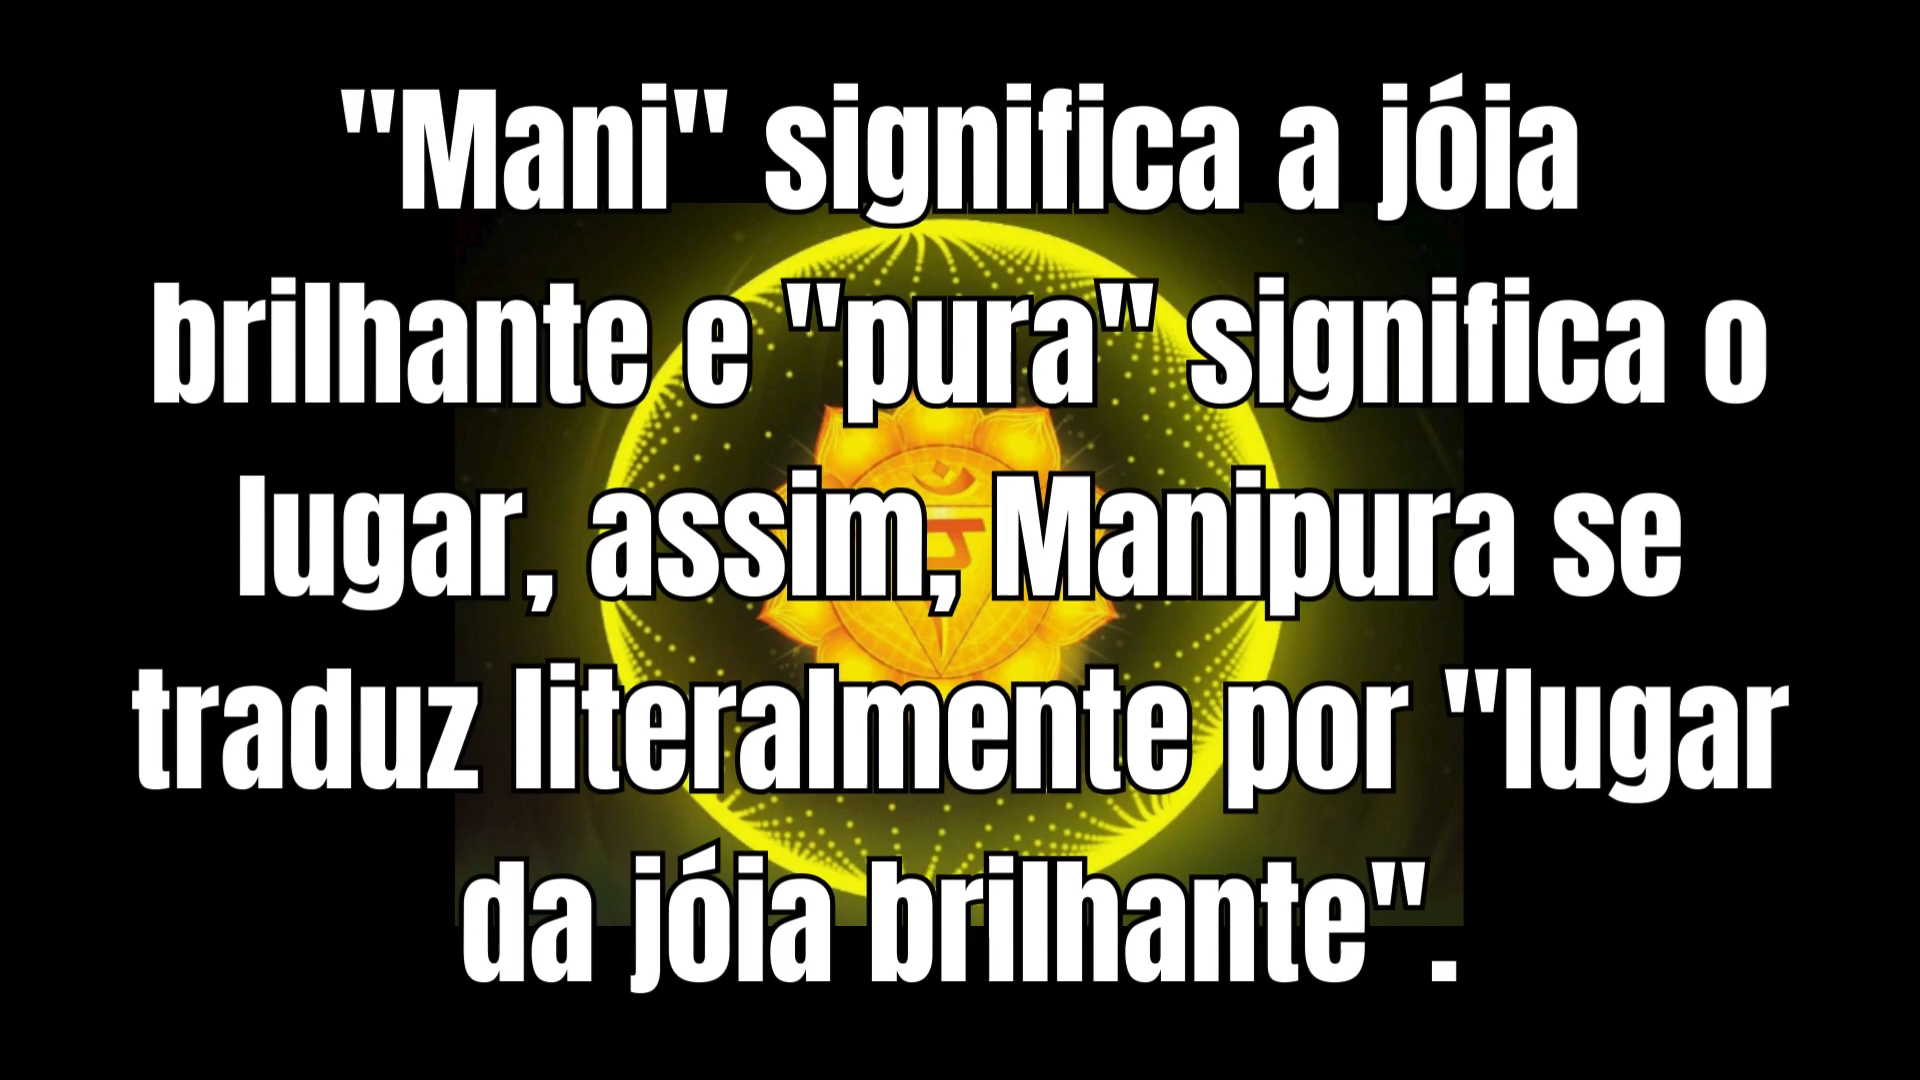 "Mani" significa a jóia
brilhante e "pura" significa o
lugar, assim, Manipura se
traduz literalmente por "lugar
da jóia brilhante".